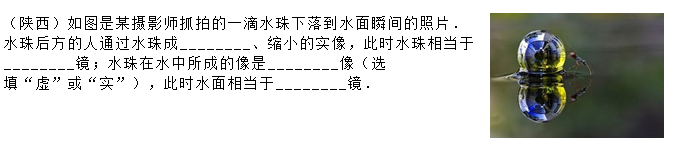 (陕西)如图是某摄影师抓拍的一滴水珠下落到水面瞬间的照片.
水珠后方的人通过水珠成________、缩小的实像，此时水珠相当于
________镜；水珠在水中所成的像是________像(选
填“虚”或“实”)，此时水面相当于________镜.